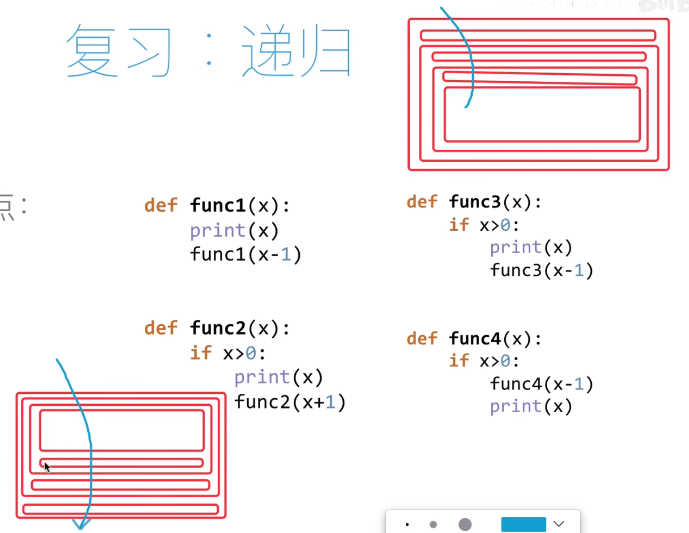 复习：递归
点：
def func1(x):
    print(x)
    func1(x-1)
def func2(x):
    if x>0:
        print(x)
        func2(x+1)
def func3(x):
    if x>0:
        print(x)
        func3(x-1)
def func4(x):
    if x>0:
        func4(x-1)
        print(x)